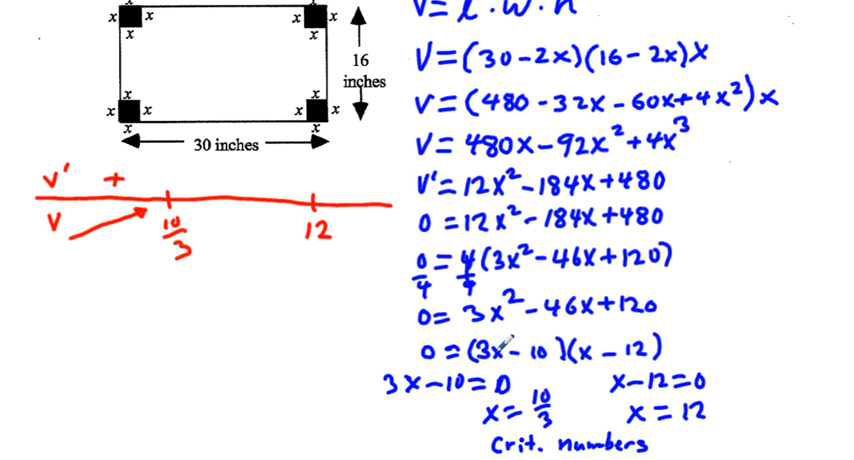 V = l . w . h
x x x x
x x
16
inches
x x
x x x x
x x
30 inches
V = (30 - 2x)(16 - 2x)x
V = (480 - 32x - 60x + 4x²)x
V = 480x - 92x² + 4x³
V' +
V
10/3 12
V' = 12x² - 184x + 480
0 = 12x² - 184x + 480
0/4 = 4/4 (3x² - 46x + 120)
0 = 3x² - 46x + 120
0 = (3x - 10)(x - 12)
3x - 10 = 0 x - 12 = 0
x = 10/3 x = 12
Crit. numbers